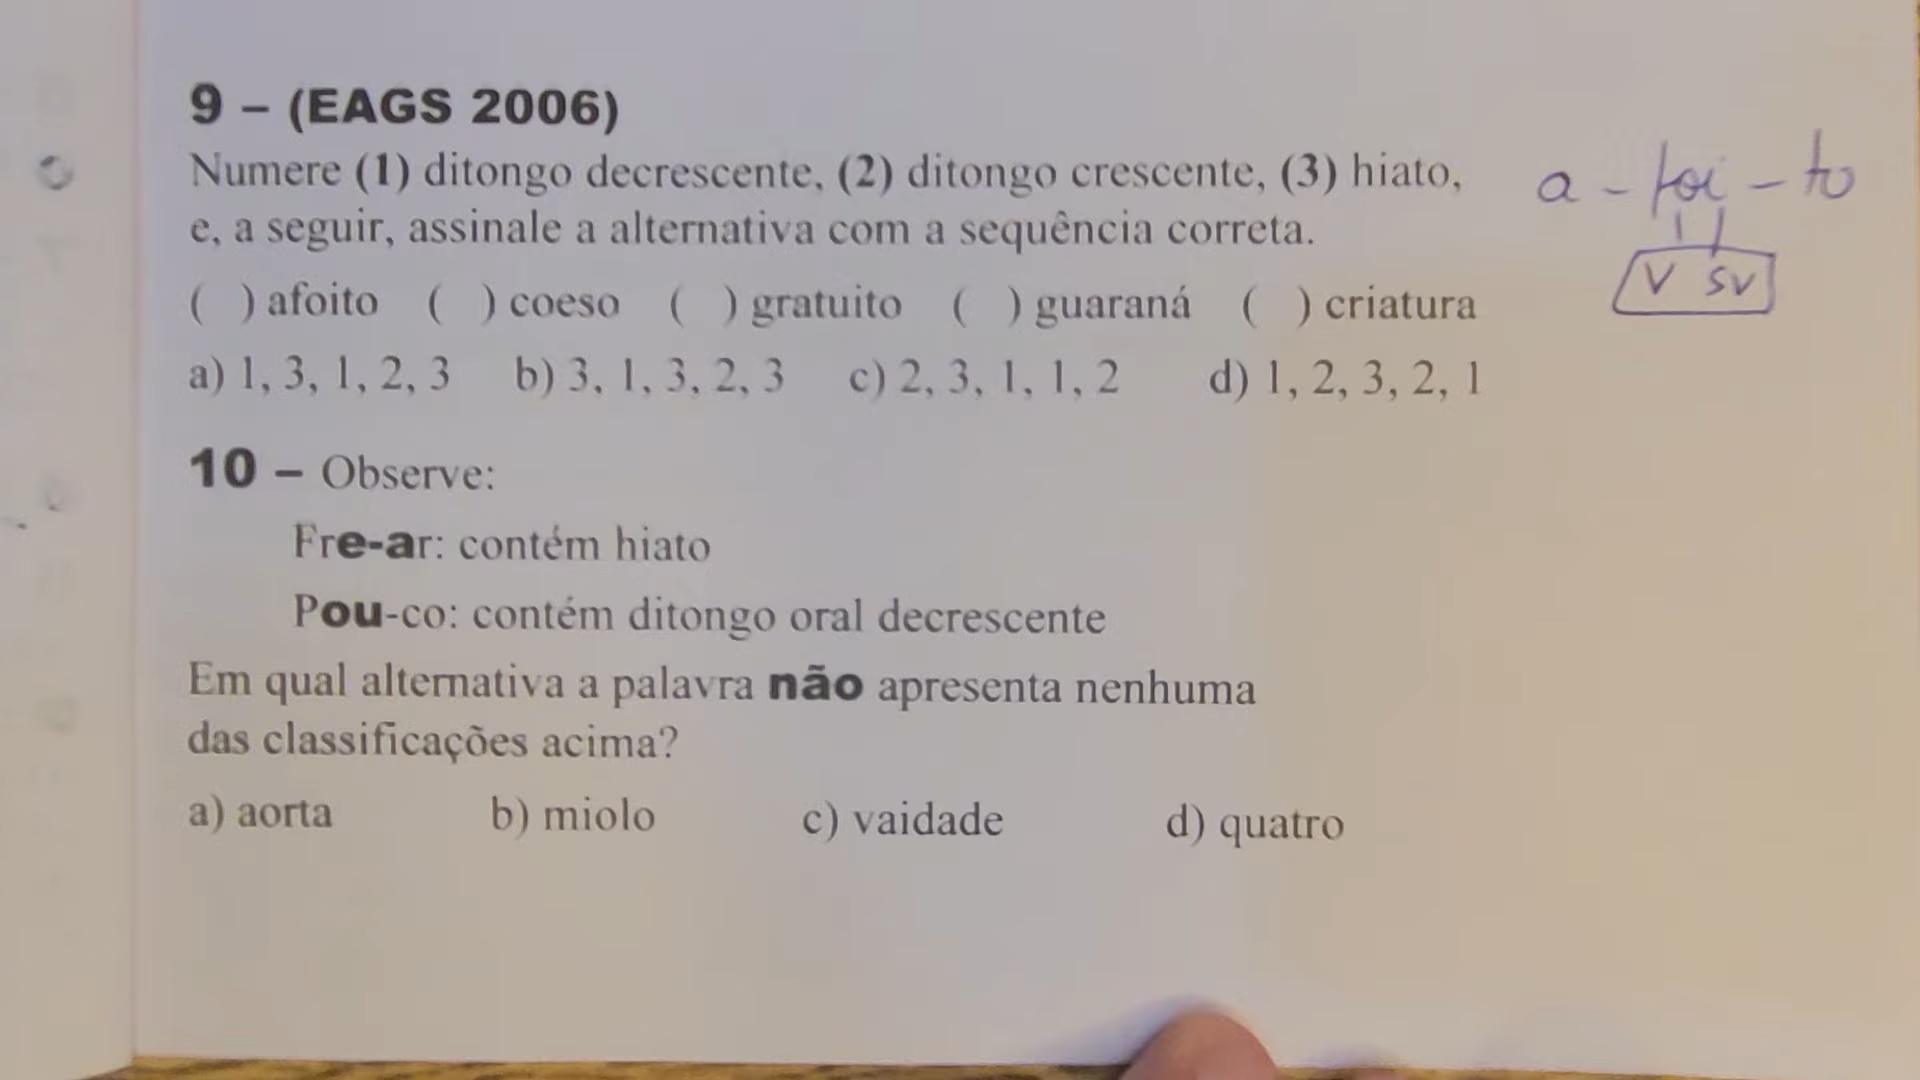 9 – (EAGS 2006)
Numere (1) ditongo decrescente, (2) ditongo crescente, (3) hiato,
e, a seguir, assinale a alternativa com a sequência correta.
( ) afoito ( ) coeso ( ) gratuito ( ) guaraná ( ) criatura
a) 1, 3, 1, 2, 3 b) 3, 1, 3, 2, 3 c) 2, 3, 1, 1, 2 d) 1, 2, 3, 2, 1
a - foi - to
V SV
10 – Observe:
Fre-ar: contém hiato
Pou-co: contém ditongo oral decrescente
Em qual alternativa a palavra não apresenta nenhuma
das classificações acima?
a) aorta b) miolo c) vaidade d) quatro